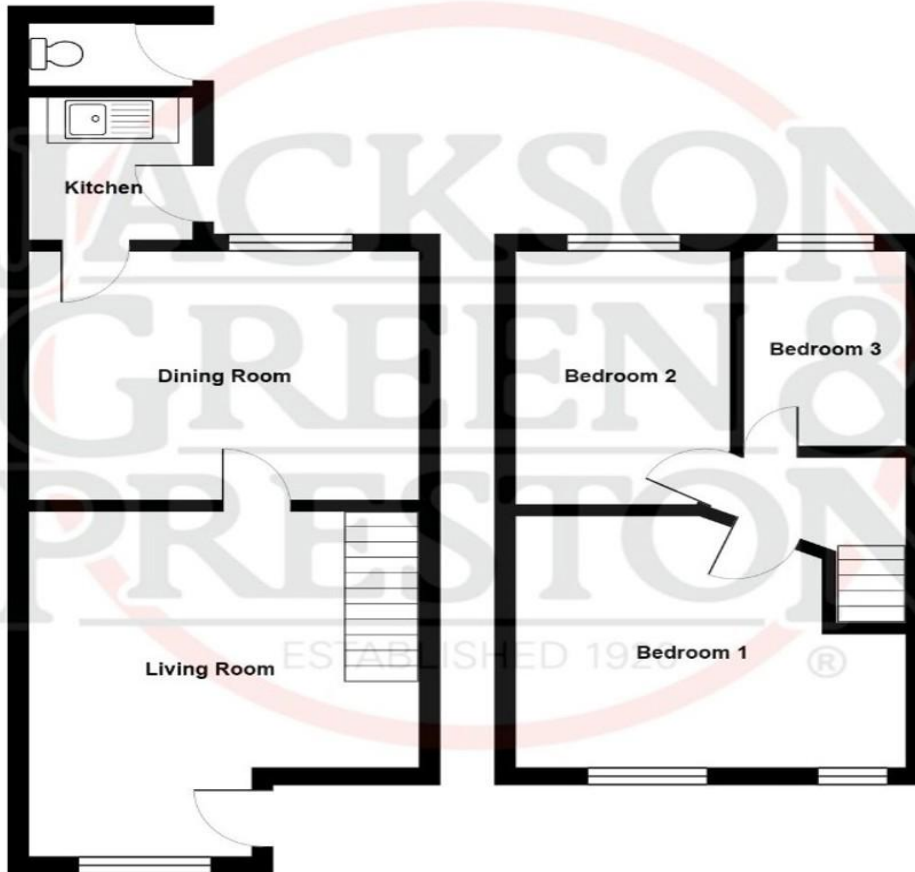 Kitchen
Dining Room
Living Room
Bedroom 2
Bedroom 3
Bedroom 1
JACKSON
GREEN &
PRESTON
ESTABLISHED 1920
®